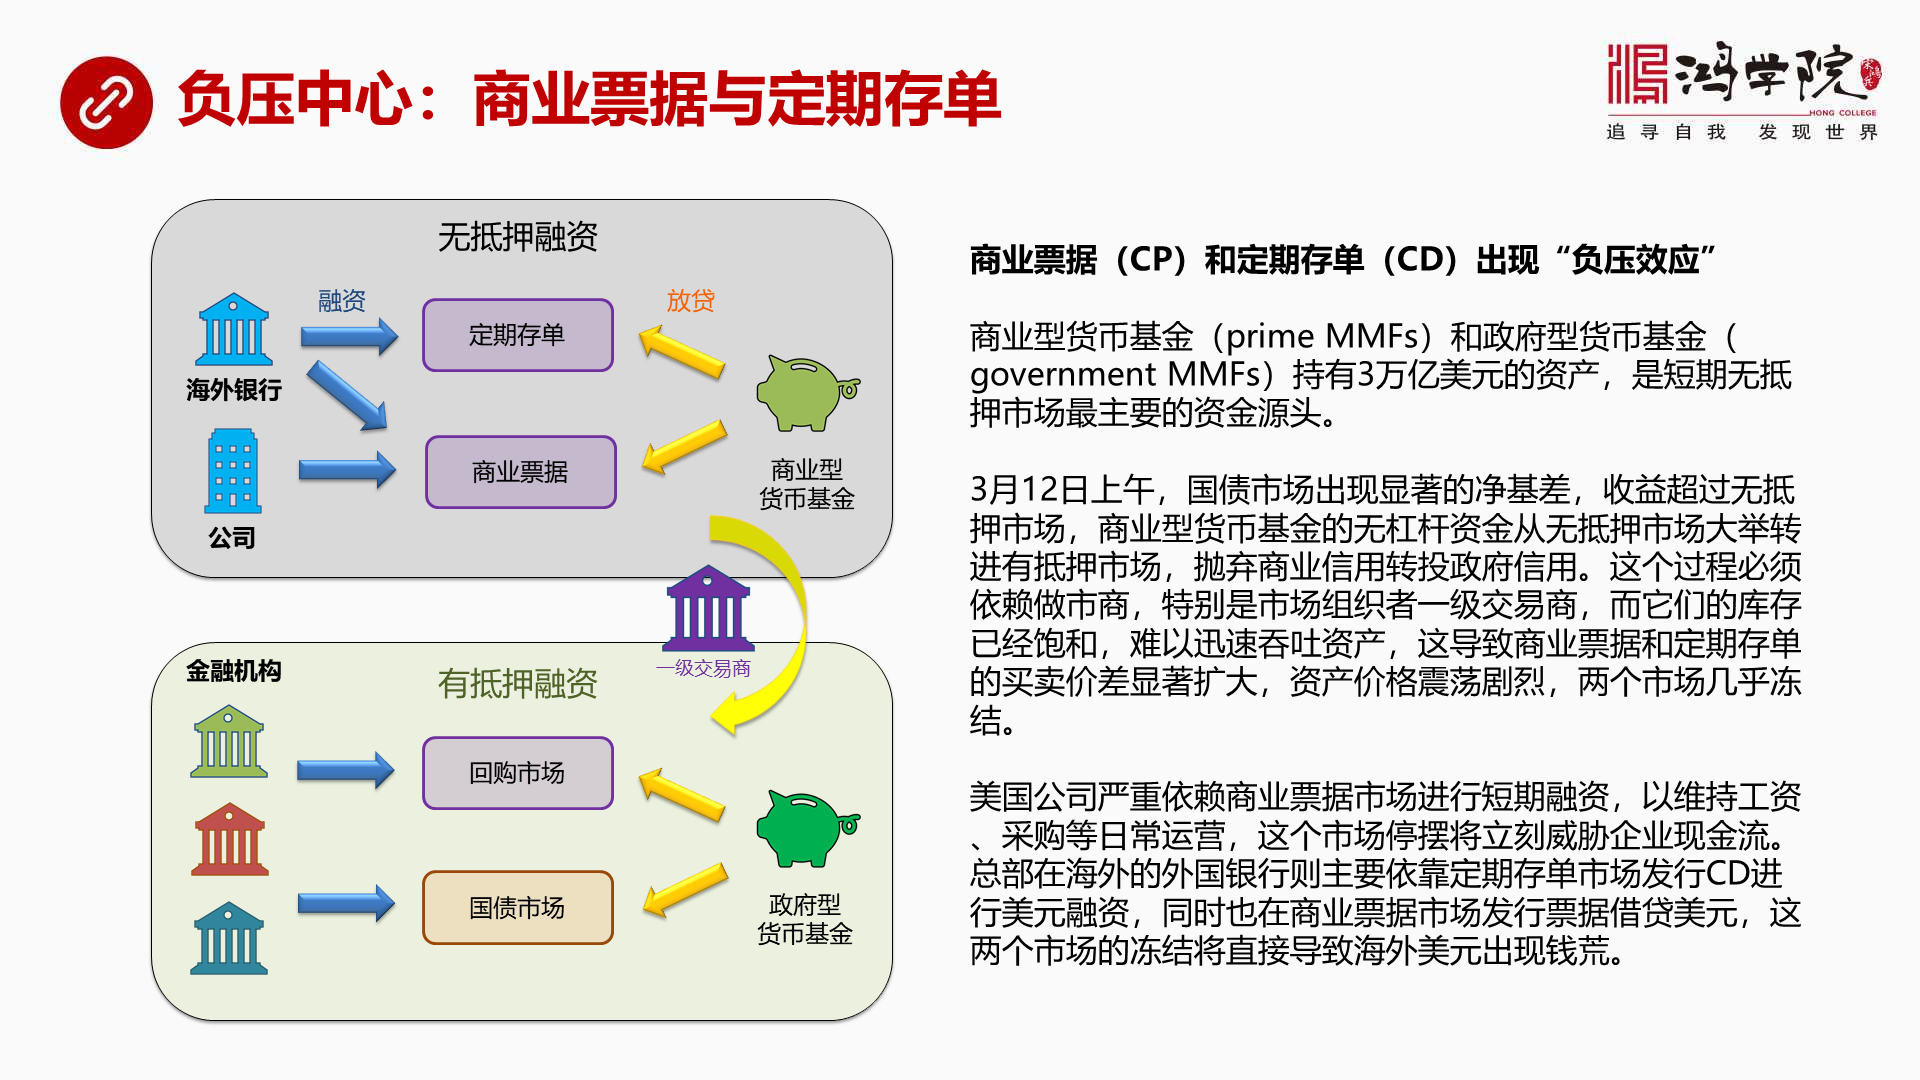 负压中心：商业票据与定期存单
鸿学院
宋鸿兵
HONG COLLEGE
追寻自我 发现世界
无抵押融资
融资
放贷
定期存单
海外银行
商业票据
商业型
货币基金
公司
一级交易商
金融机构
有抵押融资
回购市场
国债市场
政府型
货币基金
商业票据（CP）和定期存单（CD）出现“负压效应”
商业型货币基金（prime MMFs）和政府型货币基金（
government MMFs）持有3万亿美元的资产，是短期无抵
押市场最主要的资金源头。
3月12日上午，国债市场出现显著的净基差，收益超过无抵
押市场，商业型货币基金的无杠杆资金从无抵押市场大举转
进有抵押市场，抛弃商业信用转投政府信用。这个过程必须
依赖做市商，特别是市场组织者一级交易商，而它们的库存
已经饱和，难以迅速吞吐资产，这导致商业票据和定期存单
的买卖价差显著扩大，资产价格震荡剧烈，两个市场几乎冻
结。
美国公司严重依赖商业票据市场进行短期融资，以维持工资
、采购等日常运营，这个市场停摆将立刻威胁企业现金流。
总部在海外的外国银行则主要依靠定期存单市场发行CD进
行美元融资，同时也在商业票据市场发行票据借贷美元，这
两个市场的冻结将直接导致海外美元出现钱荒。